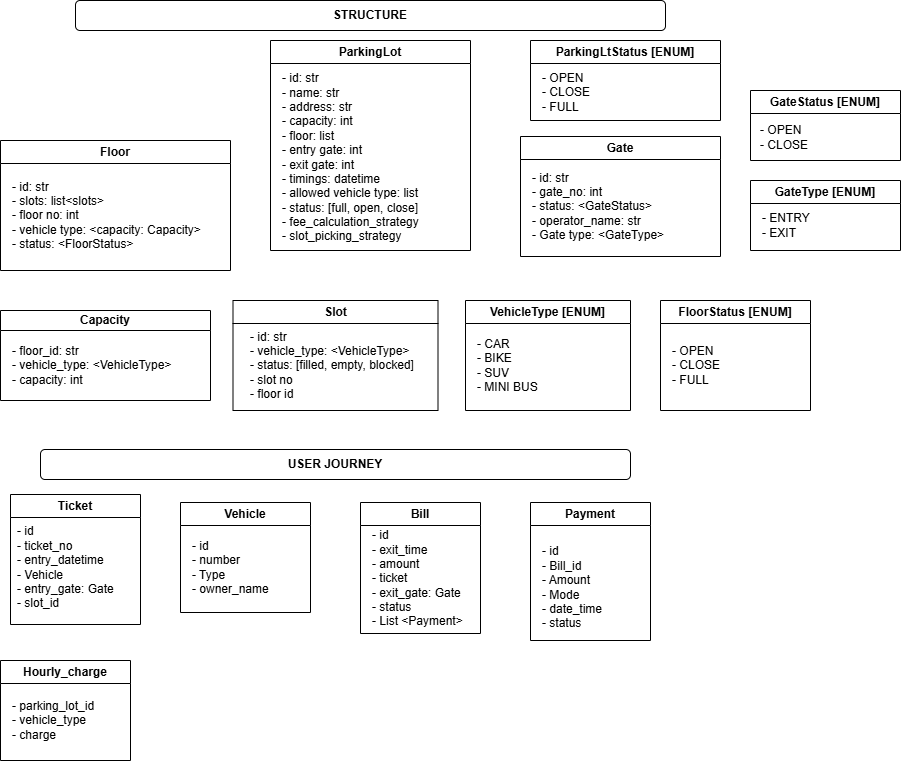 STRUCTURE
ParkingLot
- id: str
- name: str
- address: str
- capacity: int
- floor: list
- entry gate: int
- exit gate: int
- timings: datetime
- allowed vehicle type: list
- status: [full, open, close]
- fee_calculation_strategy
- slot_picking_strategy
ParkingLtStatus [ENUM]
- OPEN
- CLOSE
- FULL
GateStatus [ENUM]
- OPEN
- CLOSE
Floor
- id: str
- slots: list<slots>
- floor no: int
- vehicle type: <capacity: Capacity>
- status: <FloorStatus>
Gate
- id: str
- gate_no: int
- status: <GateStatus>
- operator_name: str
- Gate type: <GateType>
GateType [ENUM]
- ENTRY
- EXIT
Capacity
- floor_id: str
- vehicle_type: <VehicleType>
- capacity: int
Slot
- id: str
- vehicle_type: <VehicleType>
- status: [filled, empty, blocked]
- slot no
- floor id
VehicleType [ENUM]
- CAR
- BIKE
- SUV
- MINI BUS
FloorStatus [ENUM]
- OPEN
- CLOSE
- FULL
USER JOURNEY
Ticket
- id
- ticket_no
- entry_datetime
- Vehicle
- entry_gate: Gate
- slot_id
Vehicle
- id
- number
- Type
- owner_name
Bill
- id
- exit_time
- amount
- ticket
- exit_gate: Gate
- status
- List <Payment>
Payment
- id
- Bill_id
- Amount
- Mode
- date_time
- status
Hourly_charge
- parking_lot_id
- vehicle_type
- charge